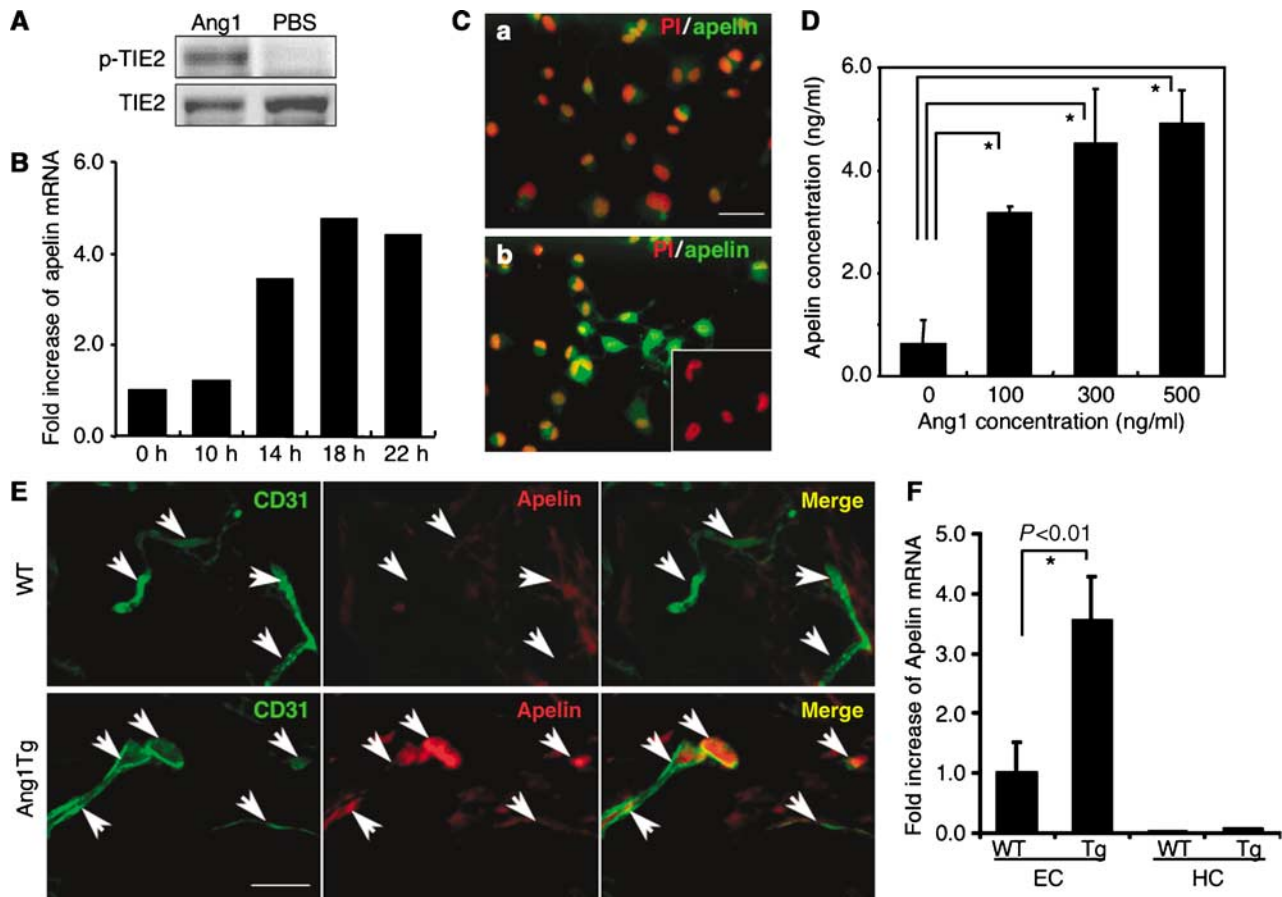 A
Ang1 PBS
p-TIE2
TIE2
B
Fold increase of apelin mRNA
6.0
4.0
2.0
0.0
0 h 10 h 14 h 18 h 22 h
C
a
PI/apelin
b
PI/apelin
D
Apelin concentration (ng/ml)
6.0
4.0
2.0
0.0
* * *
0 100 300 500
Ang1 concentration (ng/ml)
E
WT
CD31 Apelin Merge
Ang1Tg
CD31 Apelin Merge
F
Fold increase of Apelin mRNA
5.0
4.0
3.0
2.0
1.0
0.0
P<0.01
*
WT Tg WT Tg
EC HC